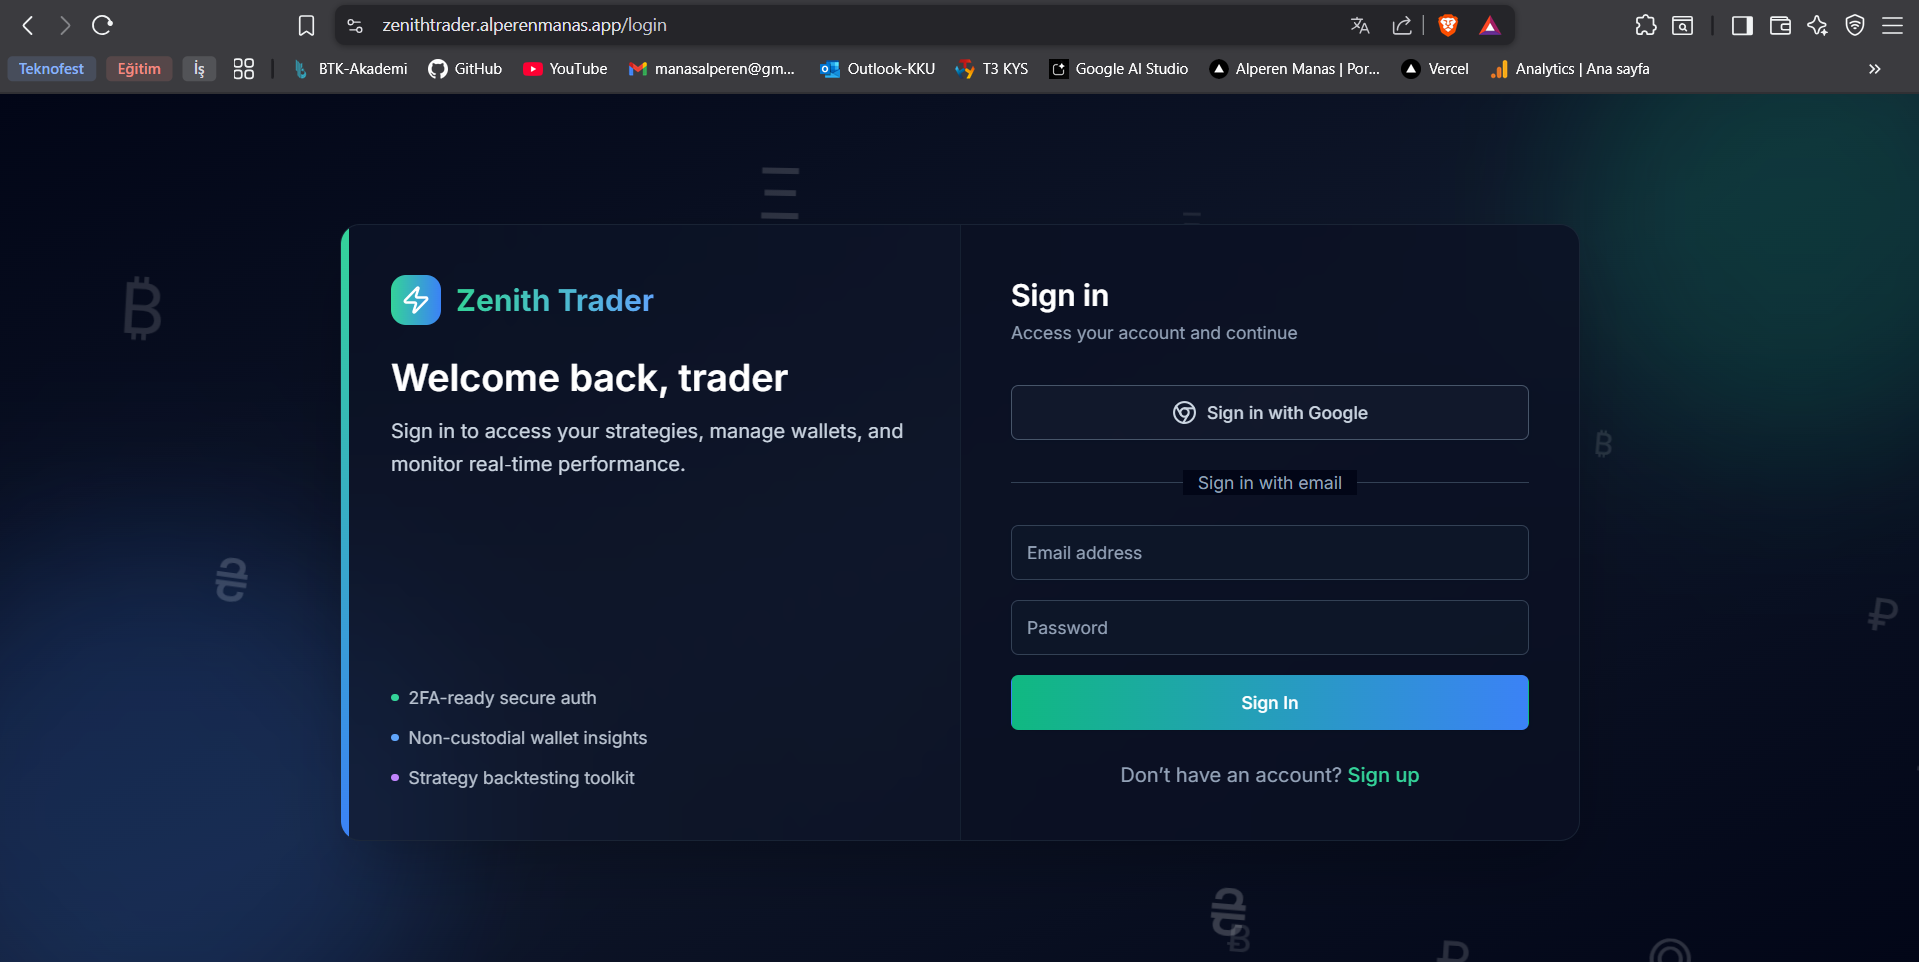 zenithtrader.alperenmanas.app/login
Teknofest
Eğitim
İş
BTK-Akademi
GitHub
YouTube
manasalperen@gm...
Outlook-KKU
T3 KYS
Google AI Studio
Alperen Manas | Por...
Vercel
Analytics | Ana sayfa
Zenith Trader
Welcome back, trader
Sign in to access your strategies, manage wallets, and
monitor real-time performance.
2FA-ready secure auth
Non-custodial wallet insights
Strategy backtesting toolkit
Sign in
Access your account and continue
Sign in with Google
Sign in with email
Email address
Password
Sign In
Don’t have an account? Sign up